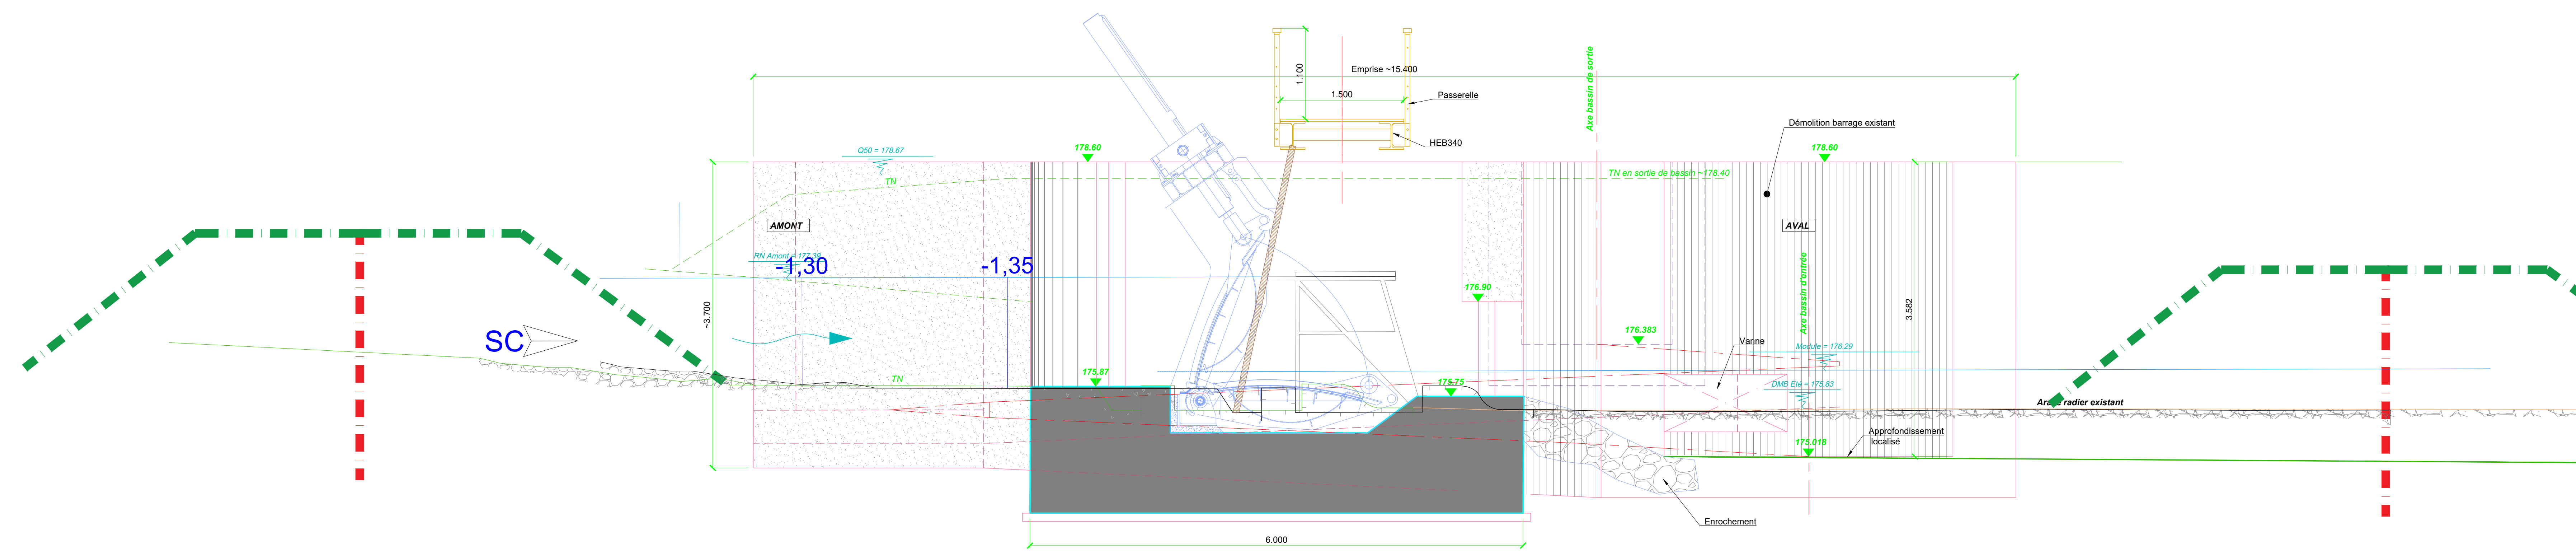 Axe bassin de sortie
Emprise ~15.400
1.100
1.500
Passerelle
HEB340
Démolition barrage existant
Q50 = 178.67
178.60
178.60
TN
TN en sortie de bassin ~178.40
AMONT
AVAL
RN Amont = 177.39
-1,30
-1,35
176.90
Axe bassin d'entrée
~3.700
3.582
SC
176.383
Vanne
Module = 176.29
175.87
TN
175.75
DMB Eté = 175.63
Arase radier existant
Approfondissement
localisé
175.018
Enrochement
6.000